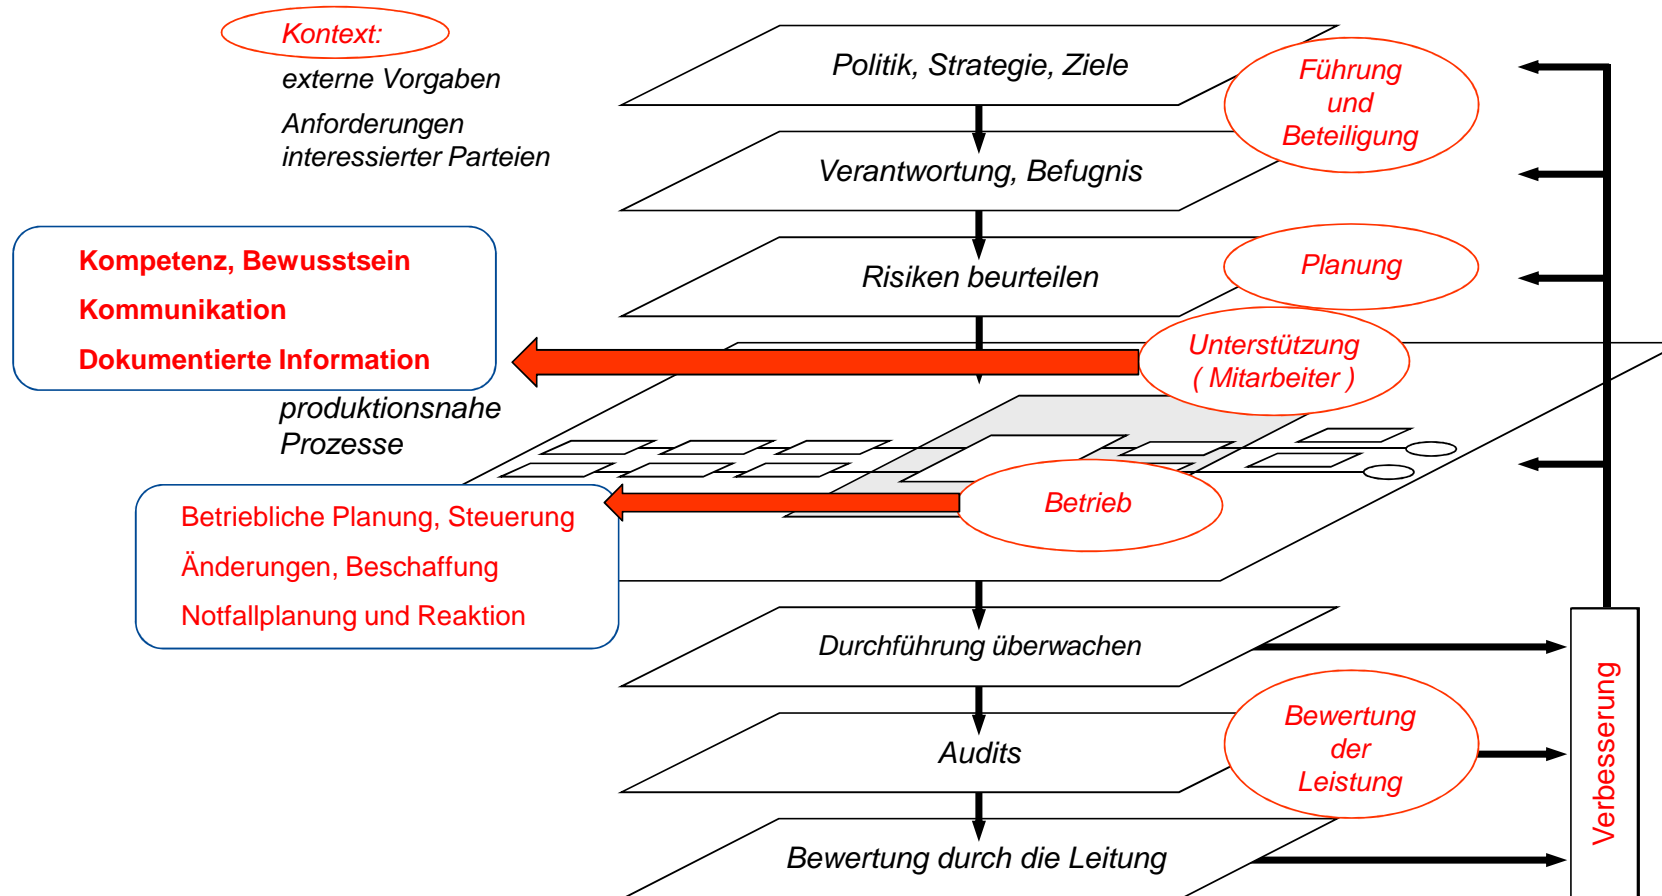 Kontext:
externe Vorgaben
Anforderungen
interessierter Parteien
Politik, Strategie, Ziele
Führung
und
Beteiligung
Verantwortung, Befugnis
Kompetenz, Bewusstsein
Kommunikation
Dokumentierte Information
Risiken beurteilen
Planung
Unterstützung
( Mitarbeiter )
produktionsnahe
Prozesse
Betriebliche Planung, Steuerung
Änderungen, Beschaffung
Notfallplanung und Reaktion
Betrieb
Durchführung überwachen
Audits
Bewertung
der
Leistung
Bewertung durch die Leitung
Verbesserung